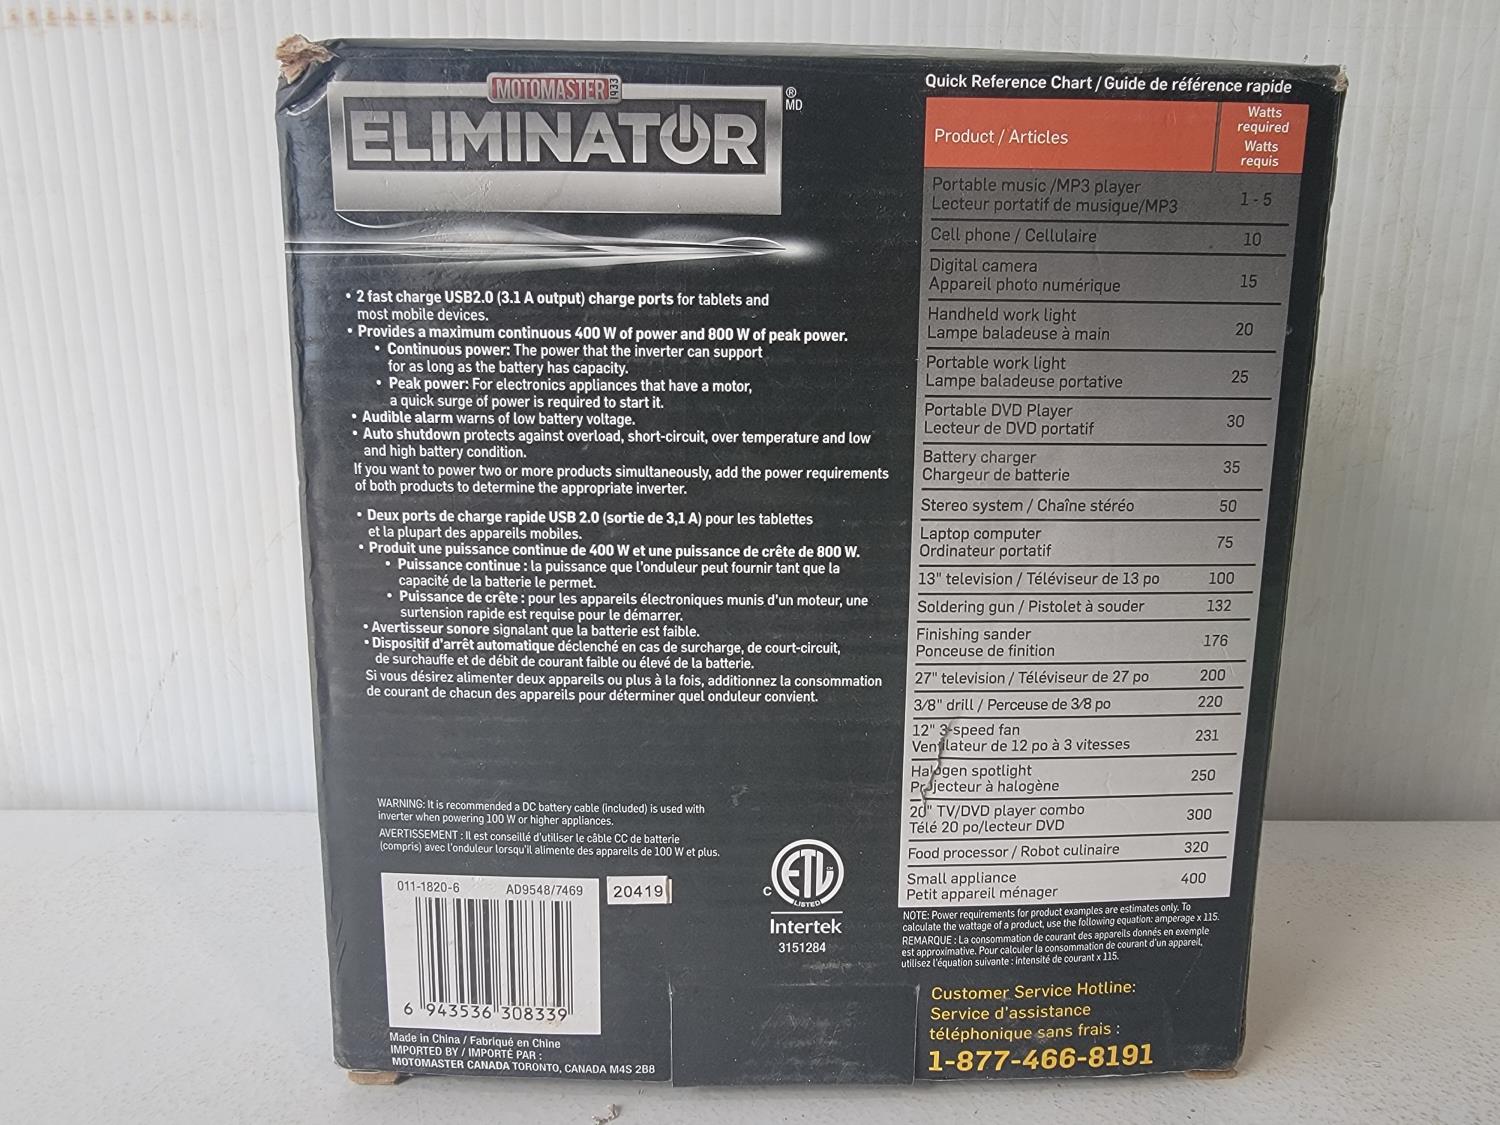 MOTOMASTER 1933
ELIMINATOR
®
MD
• 2 fast charge USB2.0 (3.1 A output) charge ports for tablets and
most mobile devices.
• Provides a maximum continuous 400 W of power and 800 W of peak power.
• Continuous power: The power that the inverter can support
for as long as the battery has capacity.
• Peak power: For electronics appliances that have a motor,
a quick surge of power is required to start it.
• Audible alarm warns of low battery voltage.
• Auto shutdown protects against overload, short-circuit, over temperature and low
and high battery condition.
If you want to power two or more products simultaneously, add the power requirements
of both products to determine the appropriate inverter.
• Deux ports de charge rapide USB 2.0 (sortie de 3,1 A) pour les tablettes
et la plupart des appareils mobiles.
• Produit une puissance continue de 400 W et une puissance de crête de 800 W.
• Puissance continue : la puissance que l'onduleur peut fournir tant que la
capacité de la batterie le permet.
• Puissance de crête : pour les appareils électroniques munis d'un moteur, une
surtension rapide est requise pour le démarrer.
• Avertisseur sonore signalant que la batterie est faible.
• Dispositif d'arrêt automatique déclenché en cas de surcharge, de court-circuit,
de surchauffe et de débit de courant faible ou élevé de la batterie.
Si vous désirez alimenter deux appareils ou plus à la fois, additionnez la consommation
de courant de chacun des appareils pour déterminer quel onduleur convient.
WARNING: It is recommended a DC battery cable (included) is used with
inverter when powering 100 W or higher appliances.
AVERTISSEMENT : Il est conseillé d'utiliser le câble CC de batterie
(compris) avec l'onduleur lorsqu'il alimente des appareils de 100 W et plus.
011-1820-6 AD9548/7469
6 943536 308339
20419
Made in China / Fabriqué en Chine
IMPORTED BY / IMPORTÉ PAR :
MOTOMASTER CANADA TORONTO, CANADA M4S 2B8
C ETL TM
LISTED
Intertek
3151284
Quick Reference Chart / Guide de référence rapide
Product / Articles
Watts
required
Watts
requis
Portable music /MP3 player
Lecteur portatif de musique/MP3 1 - 5
Cell phone / Cellulaire 10
Digital camera
Appareil photo numérique 15
Handheld work light
Lampe baladeuse à main 20
Portable work light
Lampe baladeuse portative 25
Portable DVD Player
Lecteur de DVD portatif 30
Battery charger
Chargeur de batterie 35
Stereo system / Chaîne stéréo 50
Laptop computer
Ordinateur portatif 75
13" television / Téléviseur de 13 po 100
Soldering gun / Pistolet à souder 132
Finishing sander
Ponceuse de finition 176
27" television / Téléviseur de 27 po 200
3/8" drill / Perceuse de 3/8 po 220
12" 3-speed fan
Ventilateur de 12 po à 3 vitesses 231
Halogen spotlight
Projecteur à halogène 250
20" TV/DVD player combo
Télé 20 po/lecteur DVD 300
Food processor / Robot culinaire 320
Small appliance
Petit appareil ménager 400
NOTE: Power requirements for product examples are estimates only. To
calculate the wattage of a product, use the following equation: amperage x 115.
REMARQUE : La consommation de courant des appareils donnés en exemple
est approximative. Pour calculer la consommation de courant d'un appareil,
utilisez l'équation suivante : intensité de courant x 115.
Customer Service Hotline:
Service d'assistance
téléphonique sans frais :
1-877-466-8191